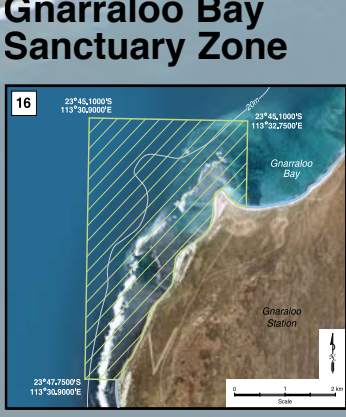 Gnarraloo Bay
Sanctuary Zone
16
23°45.1000'S
113°30.9000'E
-20m
23°45.1000'S
113°32.7500'E
Gnarraloo
Bay
Gnaraloo
Station
23°47.7500'S
113°30.9000'E
0 1 2 km
Scale